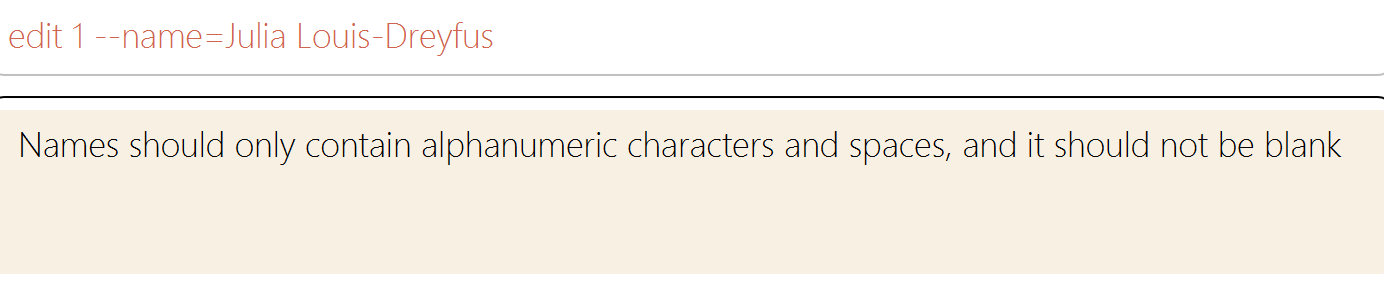 edit 1 --name=Julia Louis-Dreyfus
Names should only contain alphanumeric characters and spaces, and it should not be blank